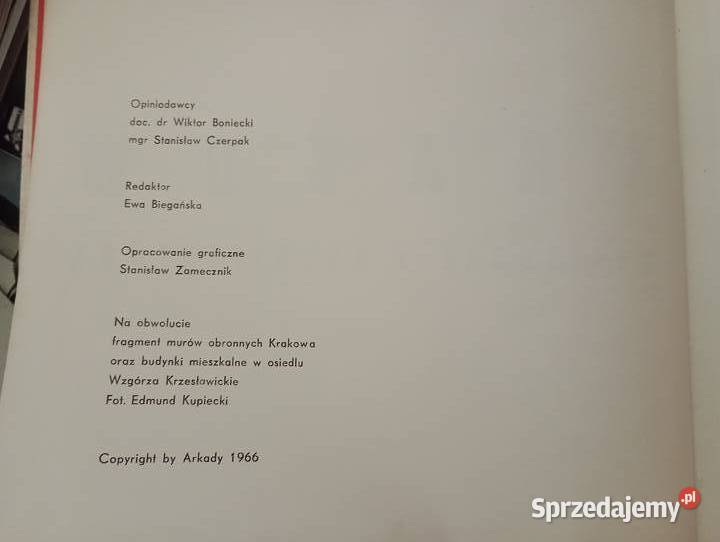 Opiniodawcy
doc. dr Wiktor Boniecki
mgr Stanisław Czerpak
Redaktor
Ewa Biegańska
Opracowanie graficzne
Stanisław Zamecznik
Na obwolucie
fragment murów obronnych Krakowa
oraz budynki mieszkalne w osiedlu
Wzgórza Krzesławickie
Fot. Edmund Kupiecki
Copyright by Arkady 1966
Sprzedajemy.pl